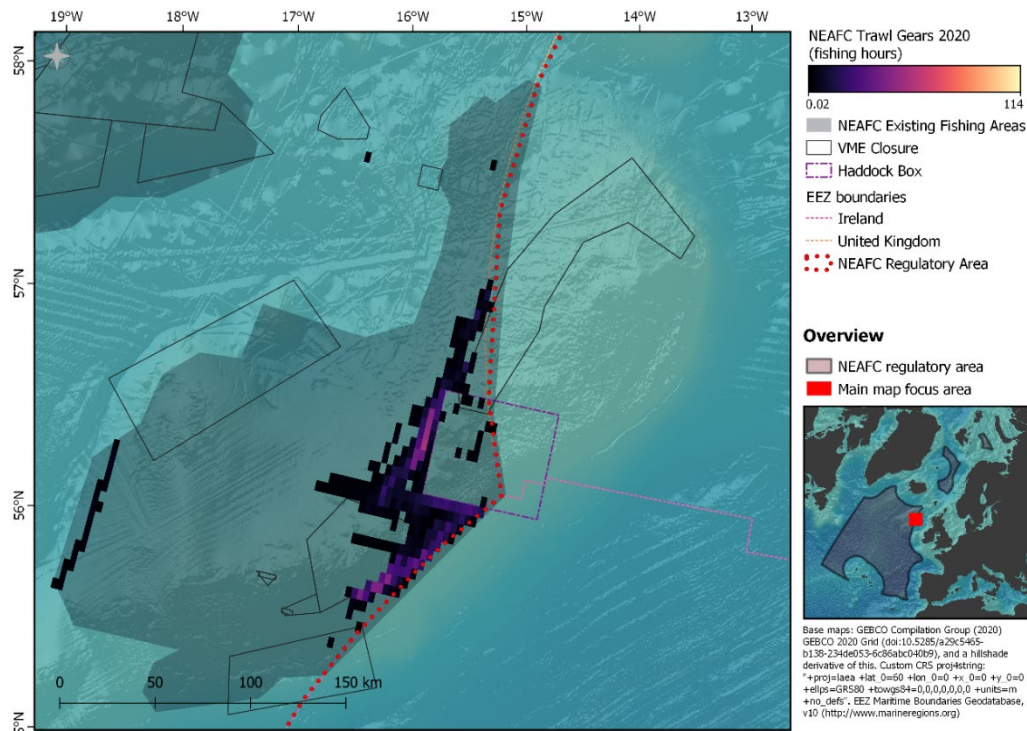 19°W 18°W 17°W 16°W 15°W 14°W 13°W
58°N
57°N
56°N
5°N
0 50 100 150 km
NEAFC Trawl Gears 2020
(fishing hours)
0.02 114
NEAFC Existing Fishing Areas
VME Closure
Haddock Box
EEZ boundaries
Ireland
United Kingdom
NEAFC Regulatory Area
Overview
NEAFC regulatory area
Main map focus area
Base maps: GEBCO Compilation Group (2020)
GEBCO 2020 Grid (doi:10.5285/a29c5465-
b138-234de053-6c86abc040b9), and a hillshade
derivative of this. Custom CRS proj4string:
"+proj=laea +lat_0=60 +lon_0=0 +x_0=0 +y_0=0
+ellps=GRS80 +towgs84=0,0,0,0,0,0,0 +units=m
+no_defs". EEZ Maritime Boundaries Geodatabase,
v10 (http://www.marineregions.org)